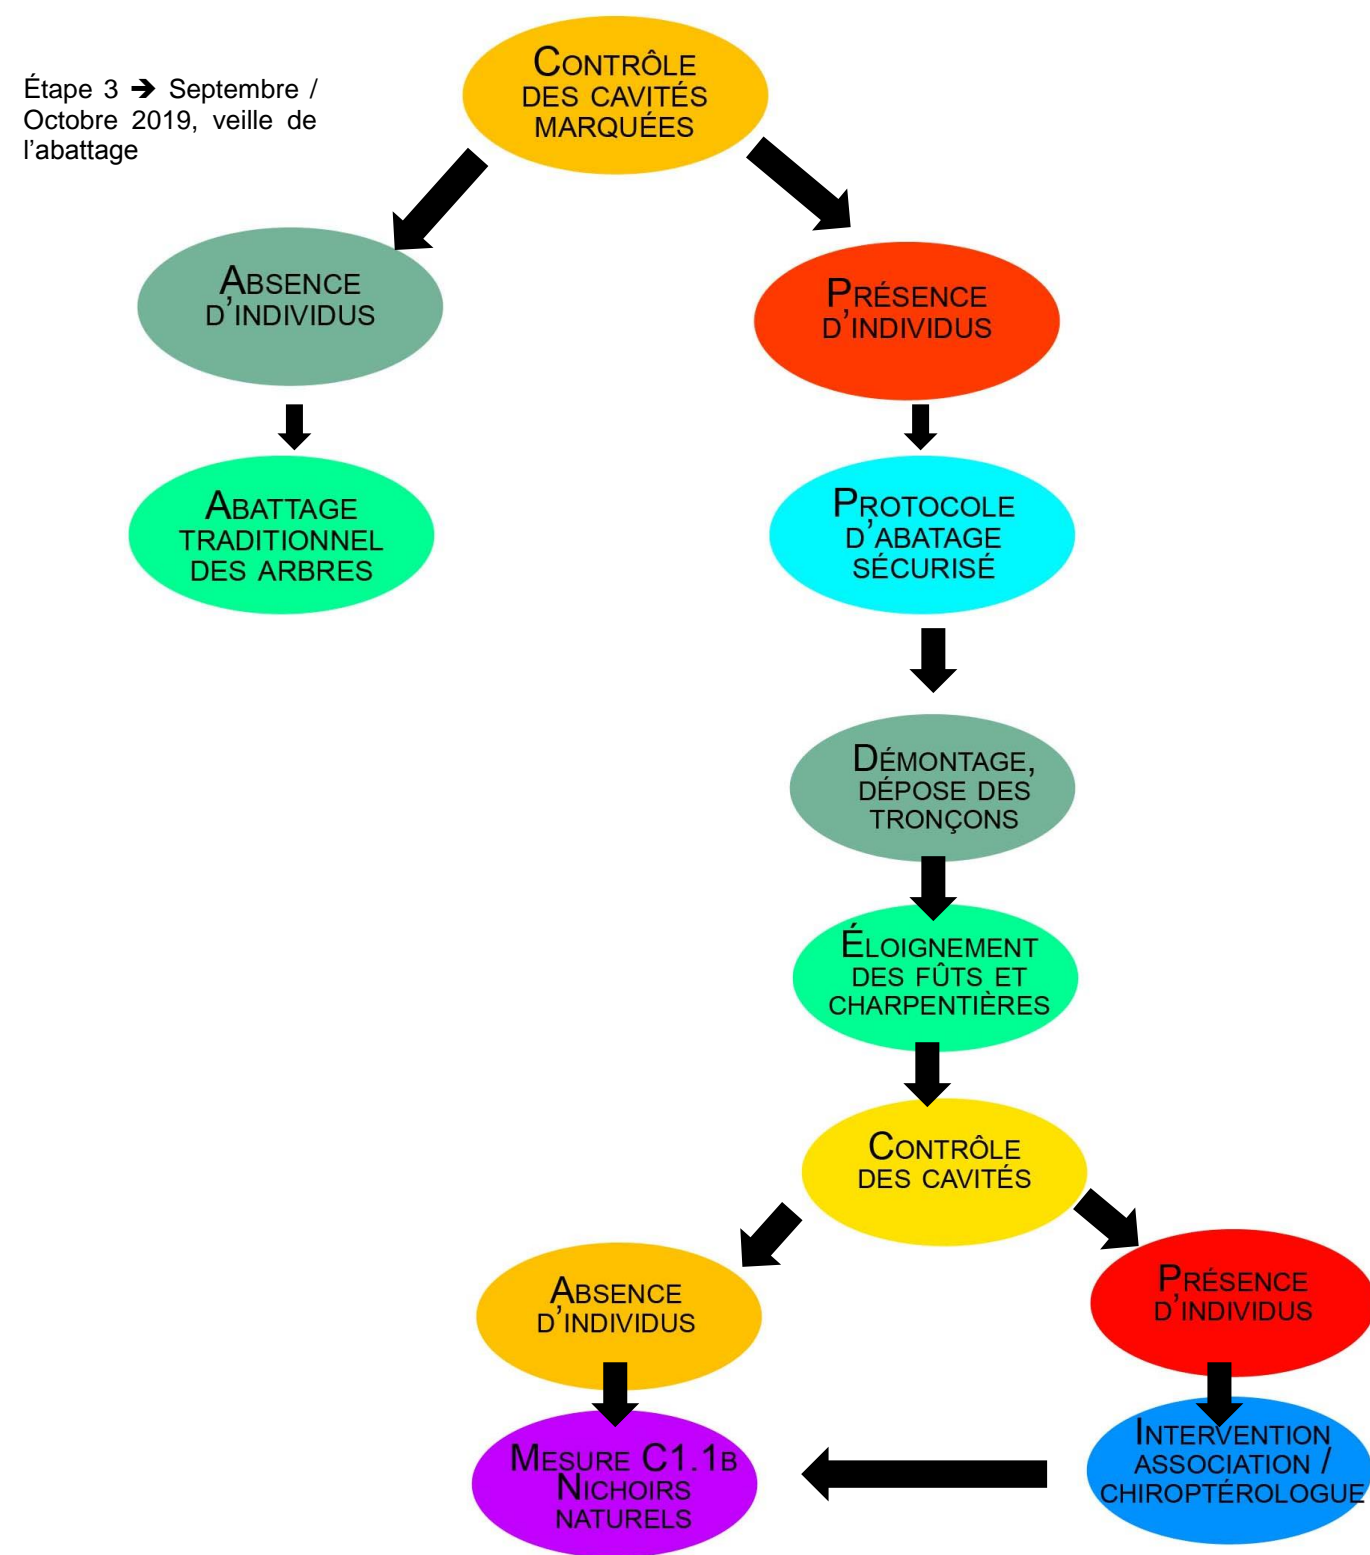 Étape 3 ➔ Septembre /
Octobre 2019, veille de
l'abattage
CONTRÔLE
DES CAVITÉS
MARQUÉES
ABSENCE
D'INDIVIDUS
PRÉSENCE
D'INDIVIDUS
ABATTAGE
TRADITIONNEL
DES ARBRES
PROTOCOLE
D'ABATAGE
SÉCURISÉ
DÉMONTAGE,
DÉPOSE DES
TRONÇONS
ÉLOIGNEMENT
DES FÛTS ET
CHARPENTIÈRES
CONTRÔLE
DES CAVITÉS
ABSENCE
D'INDIVIDUS
PRÉSENCE
D'INDIVIDUS
MESURE C1.1B
NICHOIRS
NATURELS
INTERVENTION
ASSOCIATION /
CHIROPTÉROLOGUE